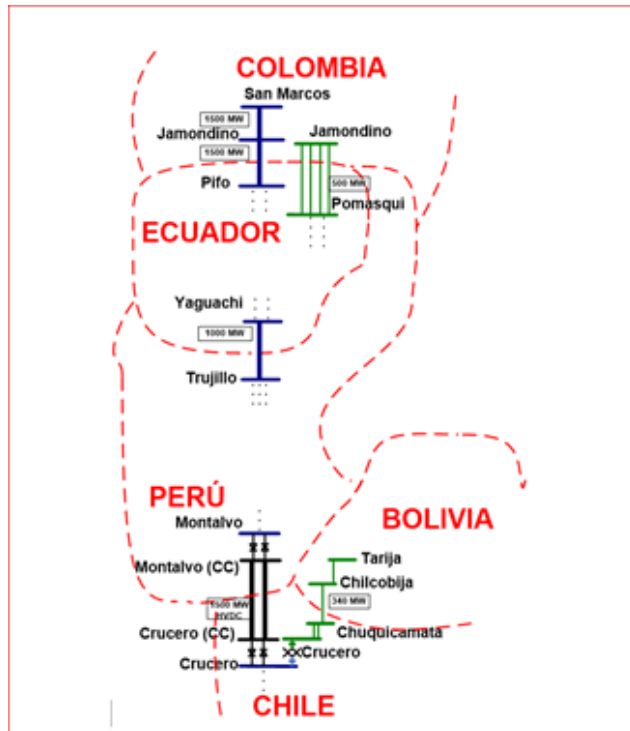 COLOMBIA
San Marcos
1500 MW
Jamondino
Jamondino
1500 MW
Pifo
500 MW
Pomasqui
ECUADOR
Yaguachi
1000 MW
Trujillo
PERÚ
Montalvo
BOLIVIA
Montalvo (CC)
Tarija
Chilcobija
1500 MW
HVDC
340 MW
Crucero (CC)
Chuquicamata
Crucero
Crucero
CHILE